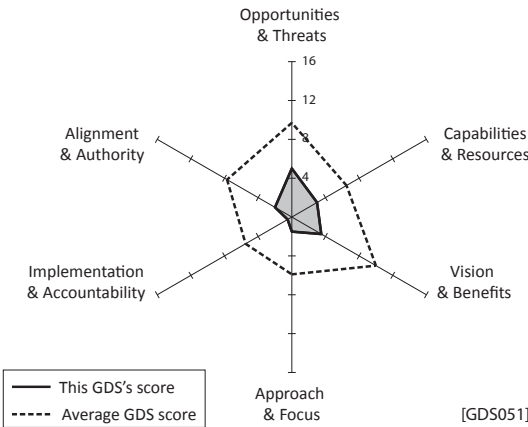 Opportunities
& Threats
16
12
8
4
Alignment
& Authority
Capabilities
& Resources
Implementation
& Accountability
Vision
& Benefits
This GDS's score
Average GDS score
Approach
& Focus
[GDS051]